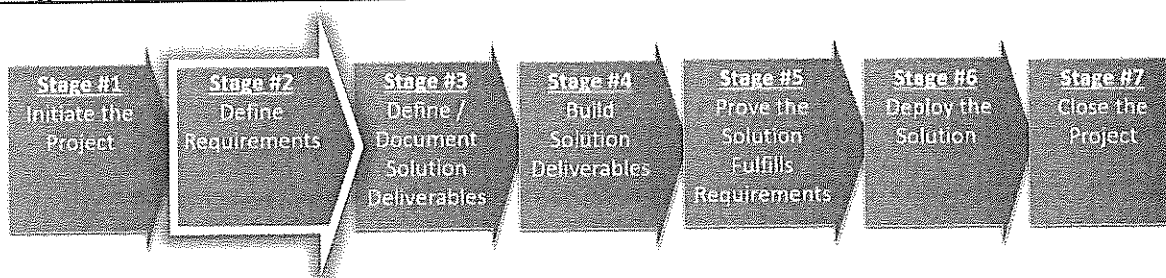 Stage #1
Initiate the
Project
Stage #2
Define
Requirements
Stage #3
Define /
Document
Solution
Deliverables
Stage #4
Build
Solution
Deliverables
Stage #5
Prove the
Solution
Fulfills
Requirements
Stage #6
Deploy the
Solution
Stage #7
Close the
Project